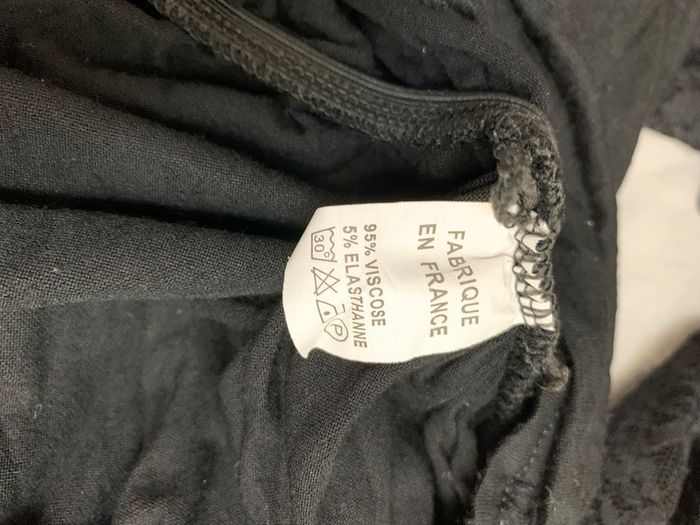 FABRIQUE
EN FRANCE
95% VISCOSE
5% ELASTHANNE
30° P